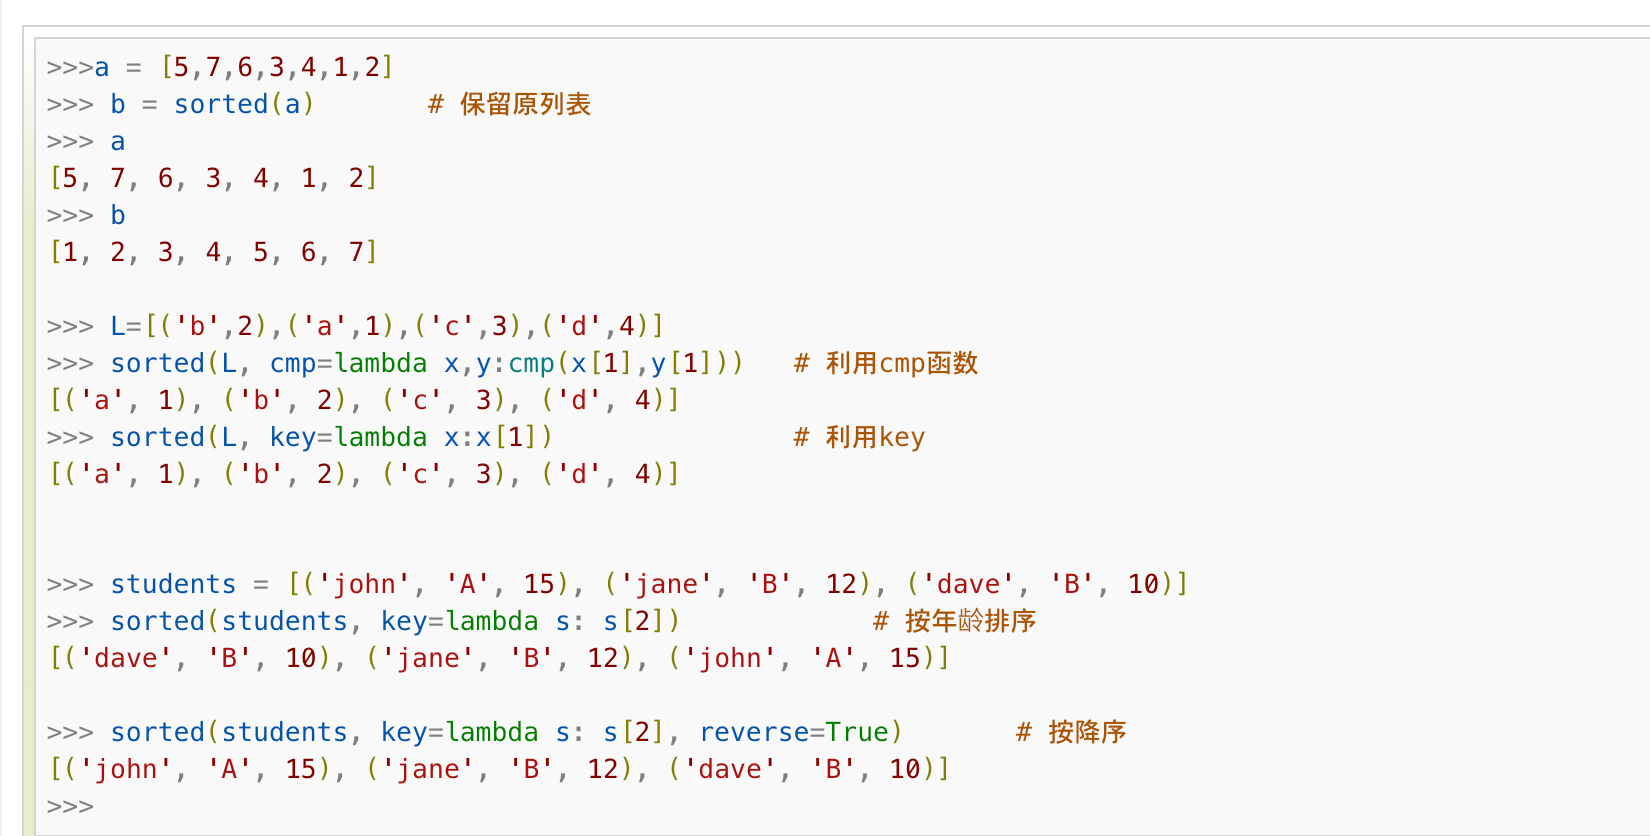 >>>a = [5,7,6,3,4,1,2]
>>> b = sorted(a)       # 保留原列表
>>> a
[5, 7, 6, 3, 4, 1, 2]
>>> b
[1, 2, 3, 4, 5, 6, 7]
>>> L=[('b',2),('a',1),('c',3),('d',4)]
>>> sorted(L, cmp=lambda x,y:cmp(x[1],y[1]))   # 利用cmp函数
[('a', 1), ('b', 2), ('c', 3), ('d', 4)]
>>> sorted(L, key=lambda x:x[1])               # 利用key
[('a', 1), ('b', 2), ('c', 3), ('d', 4)]
>>> students = [('john', 'A', 15), ('jane', 'B', 12), ('dave', 'B', 10)]
>>> sorted(students, key=lambda s: s[2])            # 按年龄排序
[('dave', 'B', 10), ('jane', 'B', 12), ('john', 'A', 15)]
>>> sorted(students, key=lambda s: s[2], reverse=True)       # 按降序
[('john', 'A', 15), ('jane', 'B', 12), ('dave', 'B', 10)]
>>>